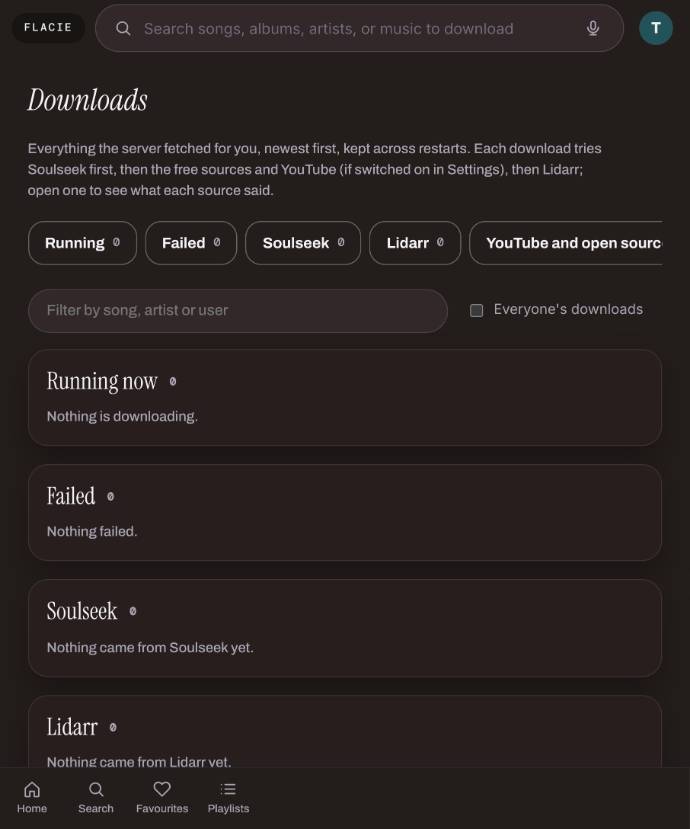 FLACIE
Search songs, albums, artists, or music to download
T
Downloads
Everything the server fetched for you, newest first, kept across restarts. Each download tries
Soulseek first, then the free sources and YouTube (if switched on in Settings), then Lidarr;
open one to see what each source said.
Running 0
Failed 0
Soulseek 0
Lidarr 0
YouTube and open sourc
Filter by song, artist or user
Everyone's downloads
Running now 0
Nothing is downloading.
Failed 0
Nothing failed.
Soulseek 0
Nothing came from Soulseek yet.
Lidarr 0
Nothing came from Lidarr yet.
Home
Search
Favourites
Playlists